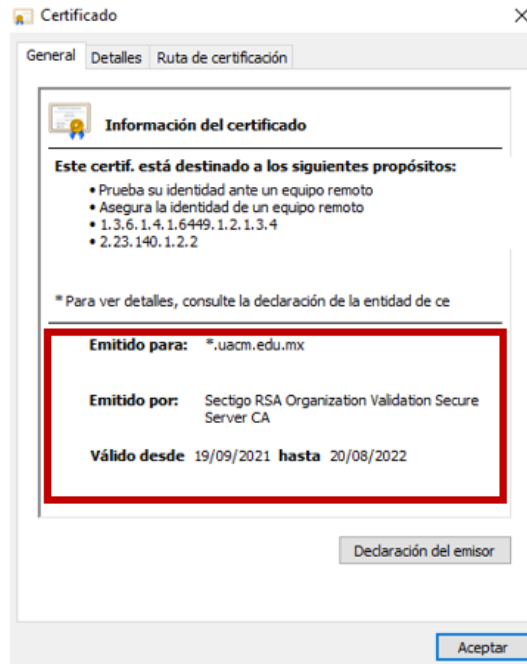 Certificado
General Detalles Ruta de certificación
Información del certificado
Este certif. está destinado a los siguientes propósitos:
• Prueba su identidad ante un equipo remoto
• Asegura la identidad de un equipo remoto
• 1.3.6.1.4.1.6449.1.2.1.3.4
• 2.23.140.1.2.2
* Para ver detalles, consulte la declaración de la entidad de ce
Emitido para: *.uacm.edu.mx
Emitido por: Sectigo RSA Organization Validation Secure
Server CA
Válido desde 19/09/2021 hasta 20/08/2022
Declaración del emisor
Aceptar